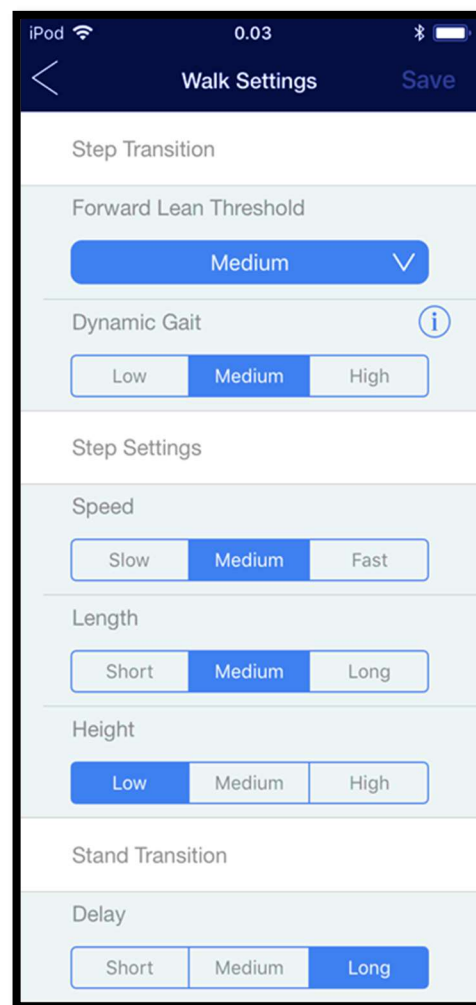 iPod 0.03
Walk Settings Save
Step Transition
Forward Lean Threshold
Medium
Dynamic Gait i
Low Medium High
Step Settings
Speed
Slow Medium Fast
Length
Short Medium Long
Height
Low Medium High
Stand Transition
Delay
Short Medium Long